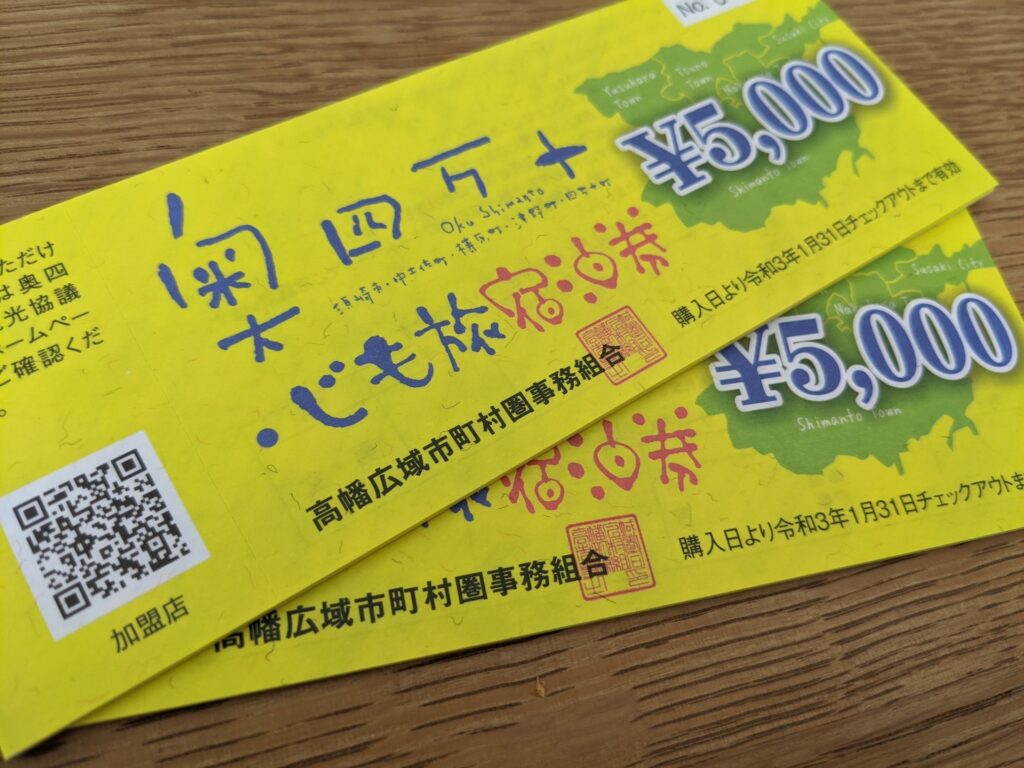 No.
ただけ
は奥四
光協議
ームペー
ご確認くだ
。
奥四万十
Oku Shimanto
須崎市・中土佐町・梼原町・津野町・四万十町
・じも旅宿泊券
高幡広域市町村圏事務組合
加盟店
Susaki City
Tsuno Town
Yusuhara Town
¥5,000
Shimanto Town
購入日より令和3年1月31日チェックアウトまで有効
Susaki City
¥5,000
Shimanto Town
宿泊券
高幡広域市町村圏事務組合
購入日より令和3年1月31日チェックアウトま